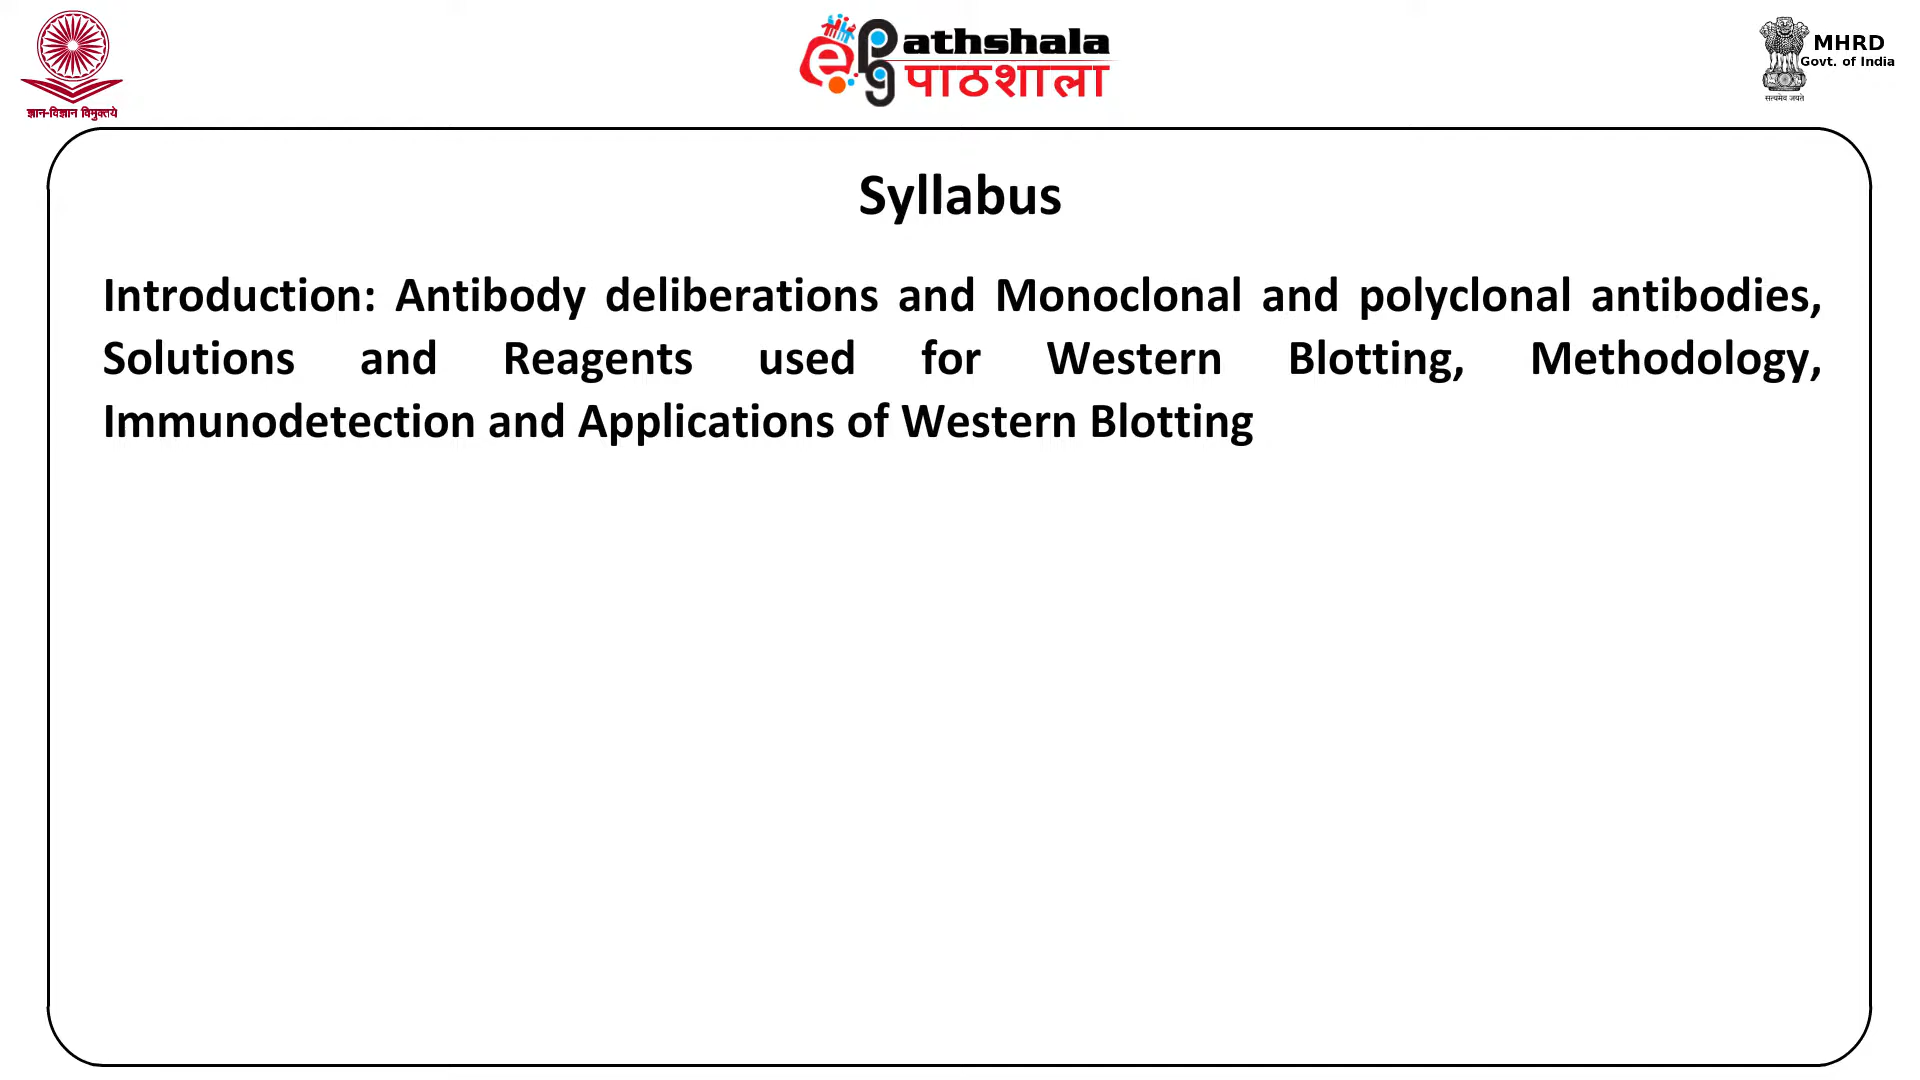 ज्ञान-विज्ञान विमुक्तये
e pg athshala
पाठशाला
MHRD
Govt. of India
सत्यमेव जयते
Syllabus
Introduction: Antibody deliberations and Monoclonal and polyclonal antibodies,
Solutions and Reagents used for Western Blotting, Methodology,
Immunodetection and Applications of Western Blotting